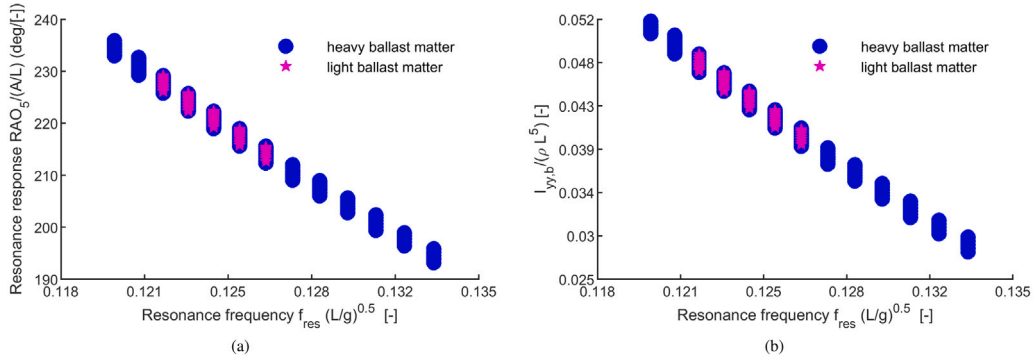 240
230
220
210
200
190
0.118
0.121
0.125
0.128
0.132
0.135
Resonance response RAO5/(A/L) (deg/[-])
Resonance frequency fres (L/g)0.5 [-]
heavy ballast matter
light ballast matter
(a)
0.052
0.048
0.043
0.039
0.034
0.03
0.025
0.118
0.121
0.125
0.128
0.132
0.135
Iyy,b/(ρ L5) [-]
Resonance frequency fres (L/g)0.5 [-]
heavy ballast matter
light ballast matter
(b)